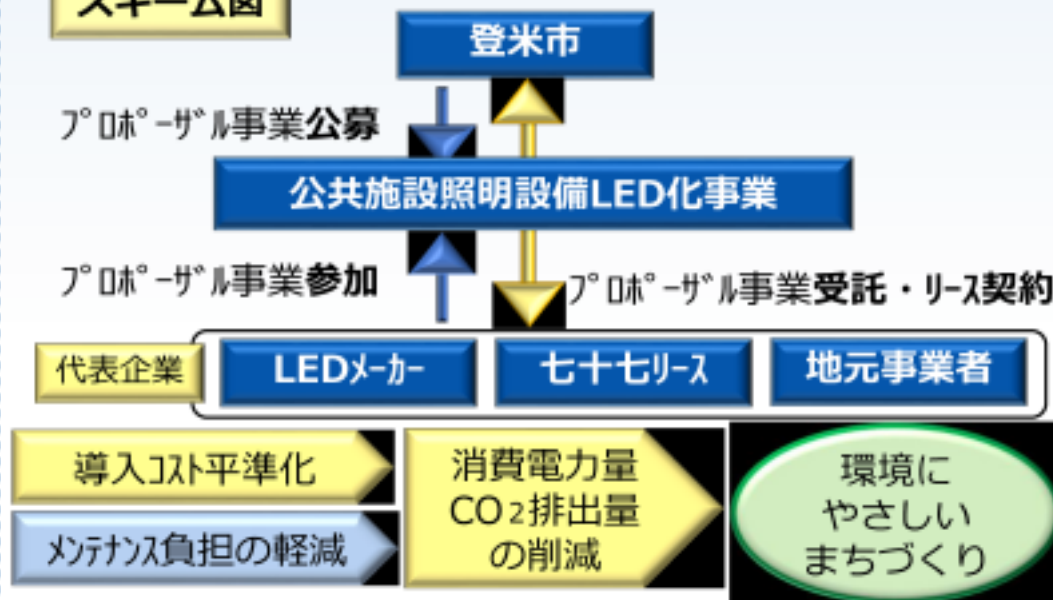 スキーム図
登米市
ﾌﾟﾛﾎﾟｰｻﾞﾙ事業公募
公共施設照明設備LED化事業
ﾌﾟﾛﾎﾟｰｻﾞﾙ事業参加
ﾌﾟﾛﾎﾟｰｻﾞﾙ事業受託・ﾘｰｽ契約
代表企業
LEDﾒｰｶｰ
七十七ﾘｰｽ
地元事業者
導入ｺｽﾄ平準化
ﾒﾝﾃﾅﾝｽ負担の軽減
消費電力量
CO2排出量
の削減
環境に
やさしい
まちづくり